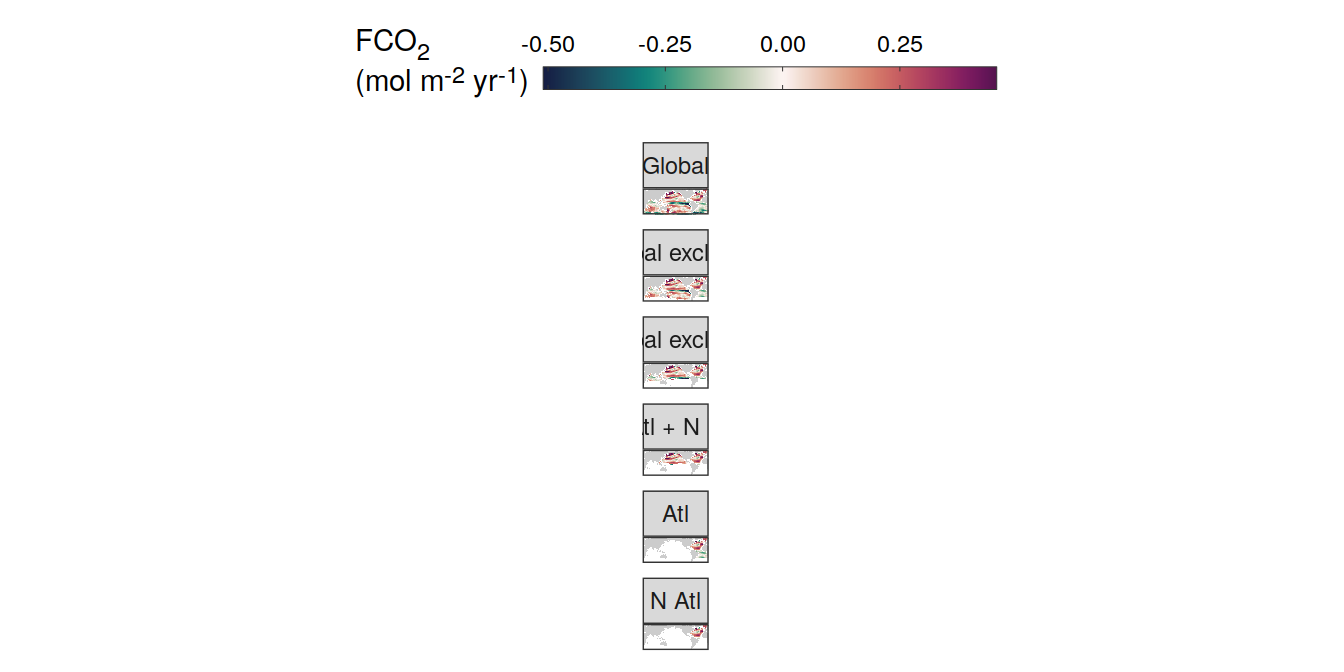 FCO₂
(mol m⁻² yr⁻¹)
-0.50 -0.25 0.00 0.25
Global
al excl
al excl
tl + N
Atl
N Atl